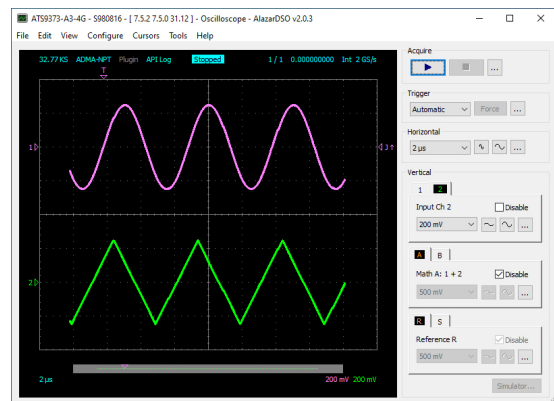 ATS9373-A3-4G - S980816 - [ 7.5.2 7.5.0 31.12 ] - Oscilloscope - AlazarDSO v2.0.3
File Edit View Configure Cursors Tools Help
32.77 KS ADMA-NPT Plugin API Log Stopped 1 / 1 0.000000000 Int 2 GS/s
T
1
J
2
2 µs 200 mV 200 mV
Acquire
...
Trigger
Automatic Force ...
Horizontal
2 µs ...
Vertical
1 2
Input Ch 2 Disable
200 mV ...
A B
Math A: 1 + 2 Disable
500 mV ...
R S
Reference R Disable
500 mV ...
Simulator...